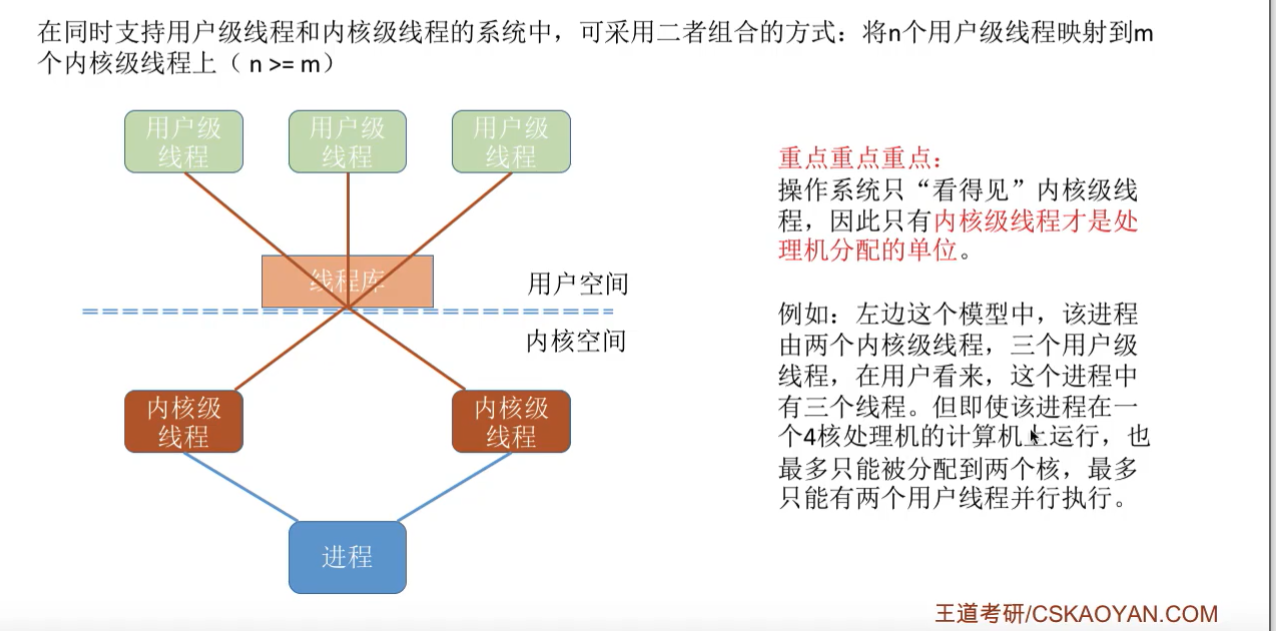 在同时支持用户级线程和内核级线程的系统中，可采用二者组合的方式：将n个用户级线程映射到m
个内核级线程上（ n >= m）
用户级
线程
用户级
线程
用户级
线程
线程库
用户空间
内核空间
内核级
线程
内核级
线程
进程
重点重点重点：
操作系统只“看得见”内核级线
程，因此只有内核级线程才是处
理机分配的单位。
例如：左边这个模型中，该进程
由两个内核级线程，三个用户级
线程，在用户看来，这个进程中
有三个线程。但即使该进程在一
个4核处理机的计算机上运行，也
最多只能被分配到两个核，最多
只能有两个用户线程并行执行。
王道考研/CSKAOYAN.COM